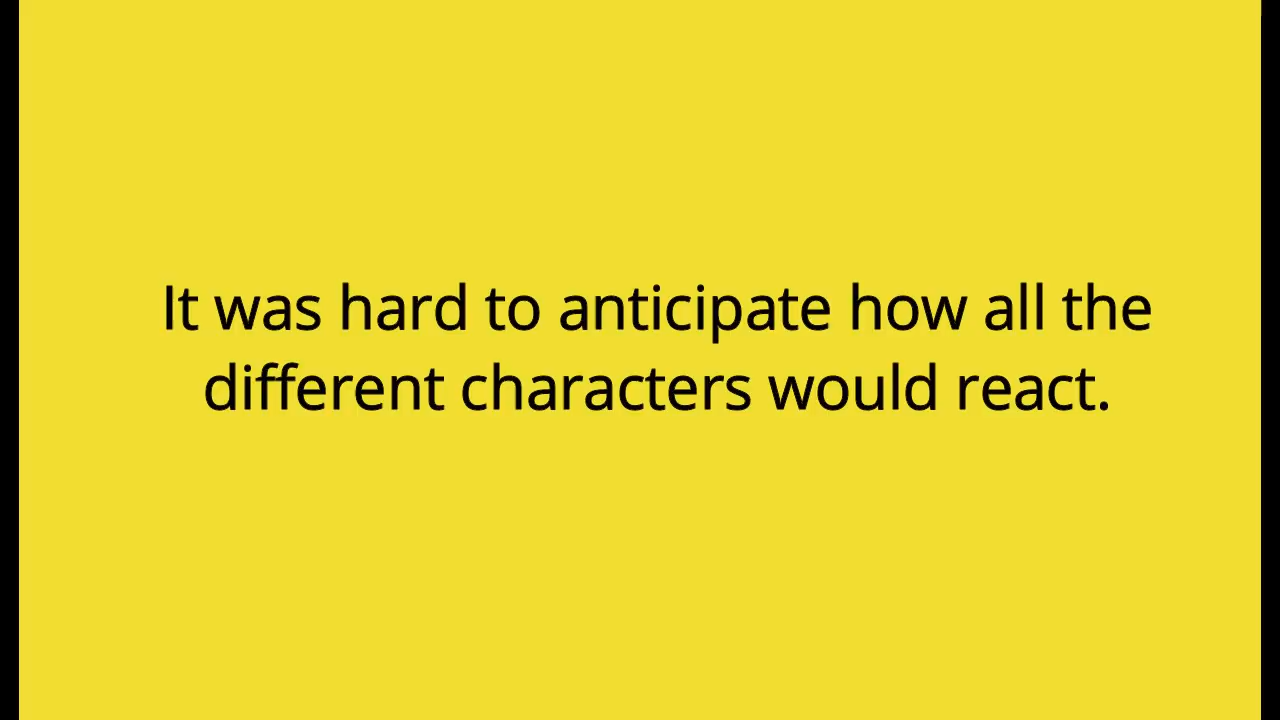 It was hard to anticipate how all the
different characters would react.